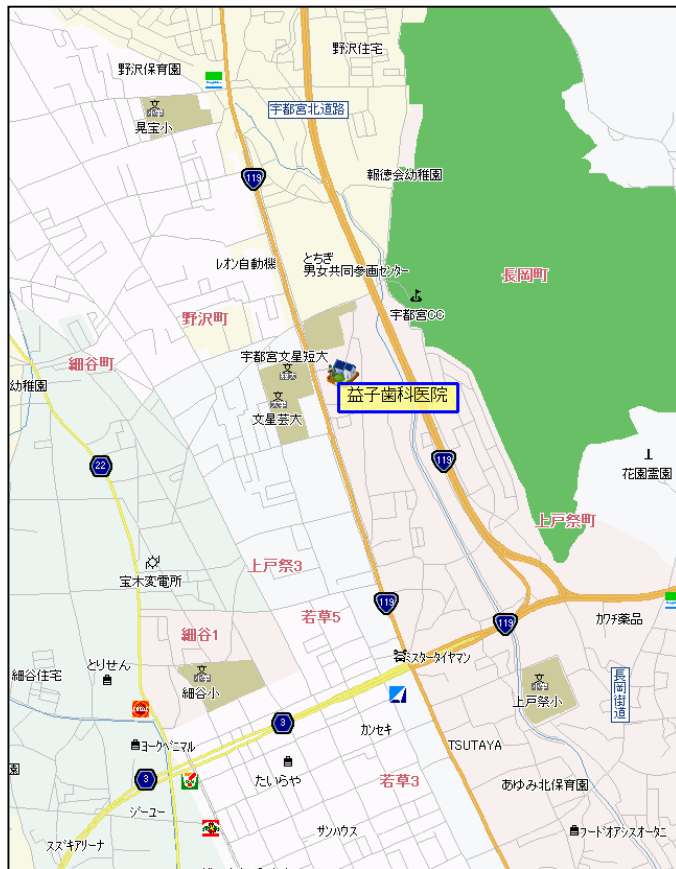 野沢住宅
野沢保育園
宇都宮北道路
晃宝小
119
報徳会幼稚園
とちぎ
男女共同参画センター
レオン自動機
長岡町
宇都宮CC
野沢町
細谷町
宇都宮文星短大
幼稚園
益子歯科医院
文星芸大
22
119
花園霊園
上戸祭町
宝木変電所
上戸祭3
119
若草5
119
カワチ薬品
細谷1
ミスタータイヤマン
とりせん
細谷住宅
細谷小
上戸祭小
長岡街道
3
カンセキ
ヨークベニマル
TSUTAYA
園
たいらや
若草3
あゆみ北保育園
3
ジーユー
サンハウス
フードオアシスオータニ
スズキアリーナ